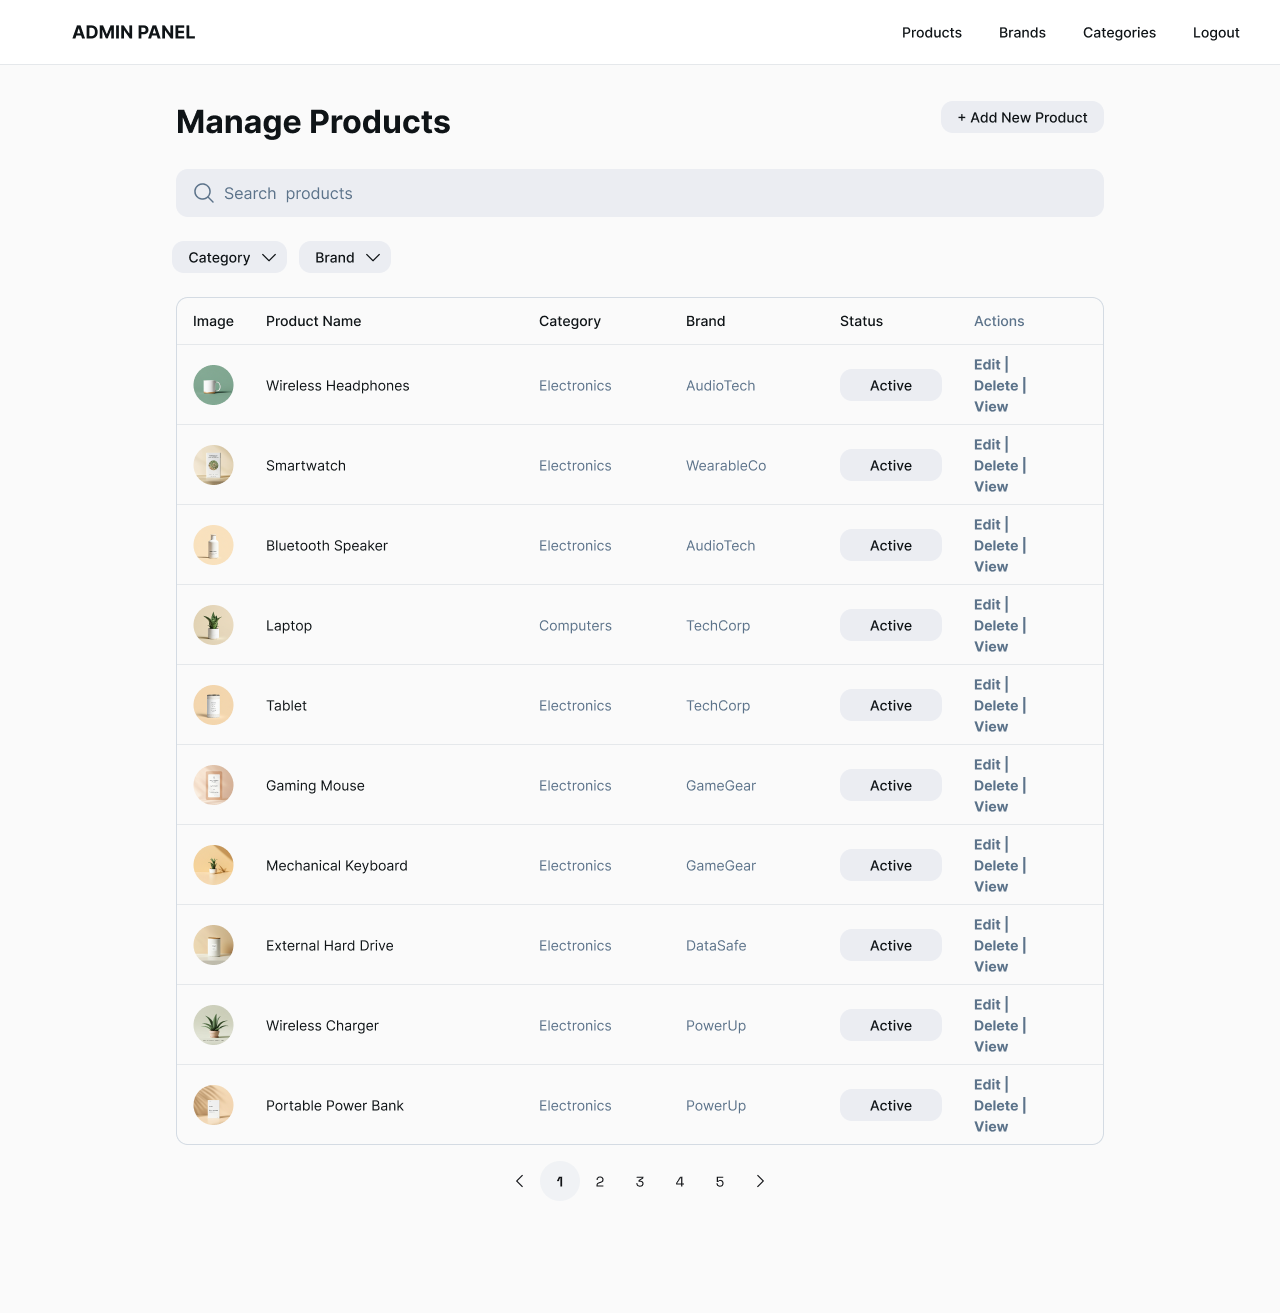 ADMIN PANEL
Products Brands Categories Logout
Manage Products
+ Add New Product
Search products
Category Brand
Image Product Name Category Brand Status Actions
Wireless Headphones Electronics AudioTech Active Edit |
Delete |
View
Smartwatch Electronics WearableCo Active Edit |
Delete |
View
Bluetooth Speaker Electronics AudioTech Active Edit |
Delete |
View
Laptop Computers TechCorp Active Edit |
Delete |
View
Tablet Electronics TechCorp Active Edit |
Delete |
View
Gaming Mouse Electronics GameGear Active Edit |
Delete |
View
Mechanical Keyboard Electronics GameGear Active Edit |
Delete |
View
External Hard Drive Electronics DataSafe Active Edit |
Delete |
View
Wireless Charger Electronics PowerUp Active Edit |
Delete |
View
Portable Power Bank Electronics PowerUp Active Edit |
Delete |
View
1 2 3 4 5